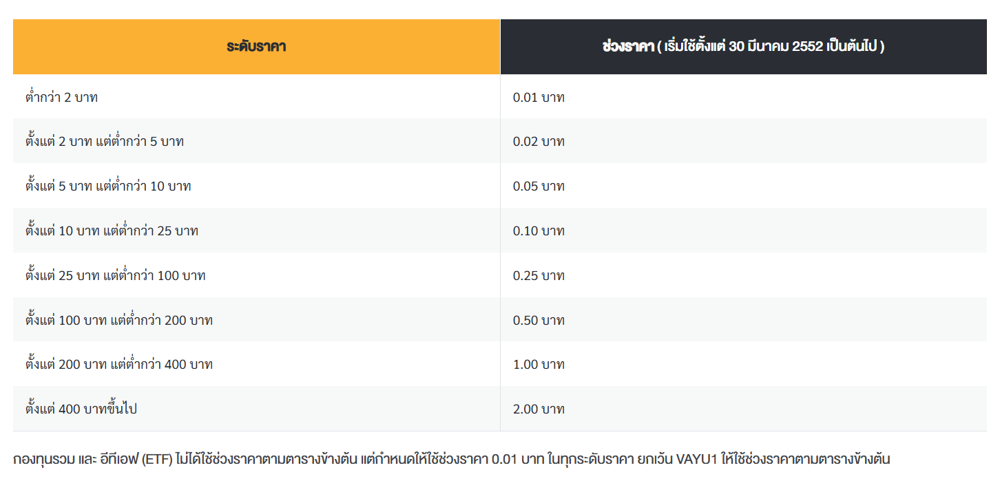 ระดับราคา ช่วงราคา ( เริ่มใช้ตั้งแต่ 30 มีนาคม 2552 เป็นต้นไป )
ต่ำกว่า 2 บาท 0.01 บาท
ตั้งแต่ 2 บาท แต่ต่ำกว่า 5 บาท 0.02 บาท
ตั้งแต่ 5 บาท แต่ต่ำกว่า 10 บาท 0.05 บาท
ตั้งแต่ 10 บาท แต่ต่ำกว่า 25 บาท 0.10 บาท
ตั้งแต่ 25 บาท แต่ต่ำกว่า 100 บาท 0.25 บาท
ตั้งแต่ 100 บาท แต่ต่ำกว่า 200 บาท 0.50 บาท
ตั้งแต่ 200 บาท แต่ต่ำกว่า 400 บาท 1.00 บาท
ตั้งแต่ 400 บาทขึ้นไป 2.00 บาท
กองทุนรวม และ อีทีเอฟ (ETF) ไม่ได้ใช้ช่วงราคาตามตารางข้างต้น แต่กำหนดให้ใช้ช่วงราคา 0.01 บาท ในทุกระดับราคา ยกเว้น VAYU1 ให้ใช้ช่วงราคาตามตารางข้างต้น